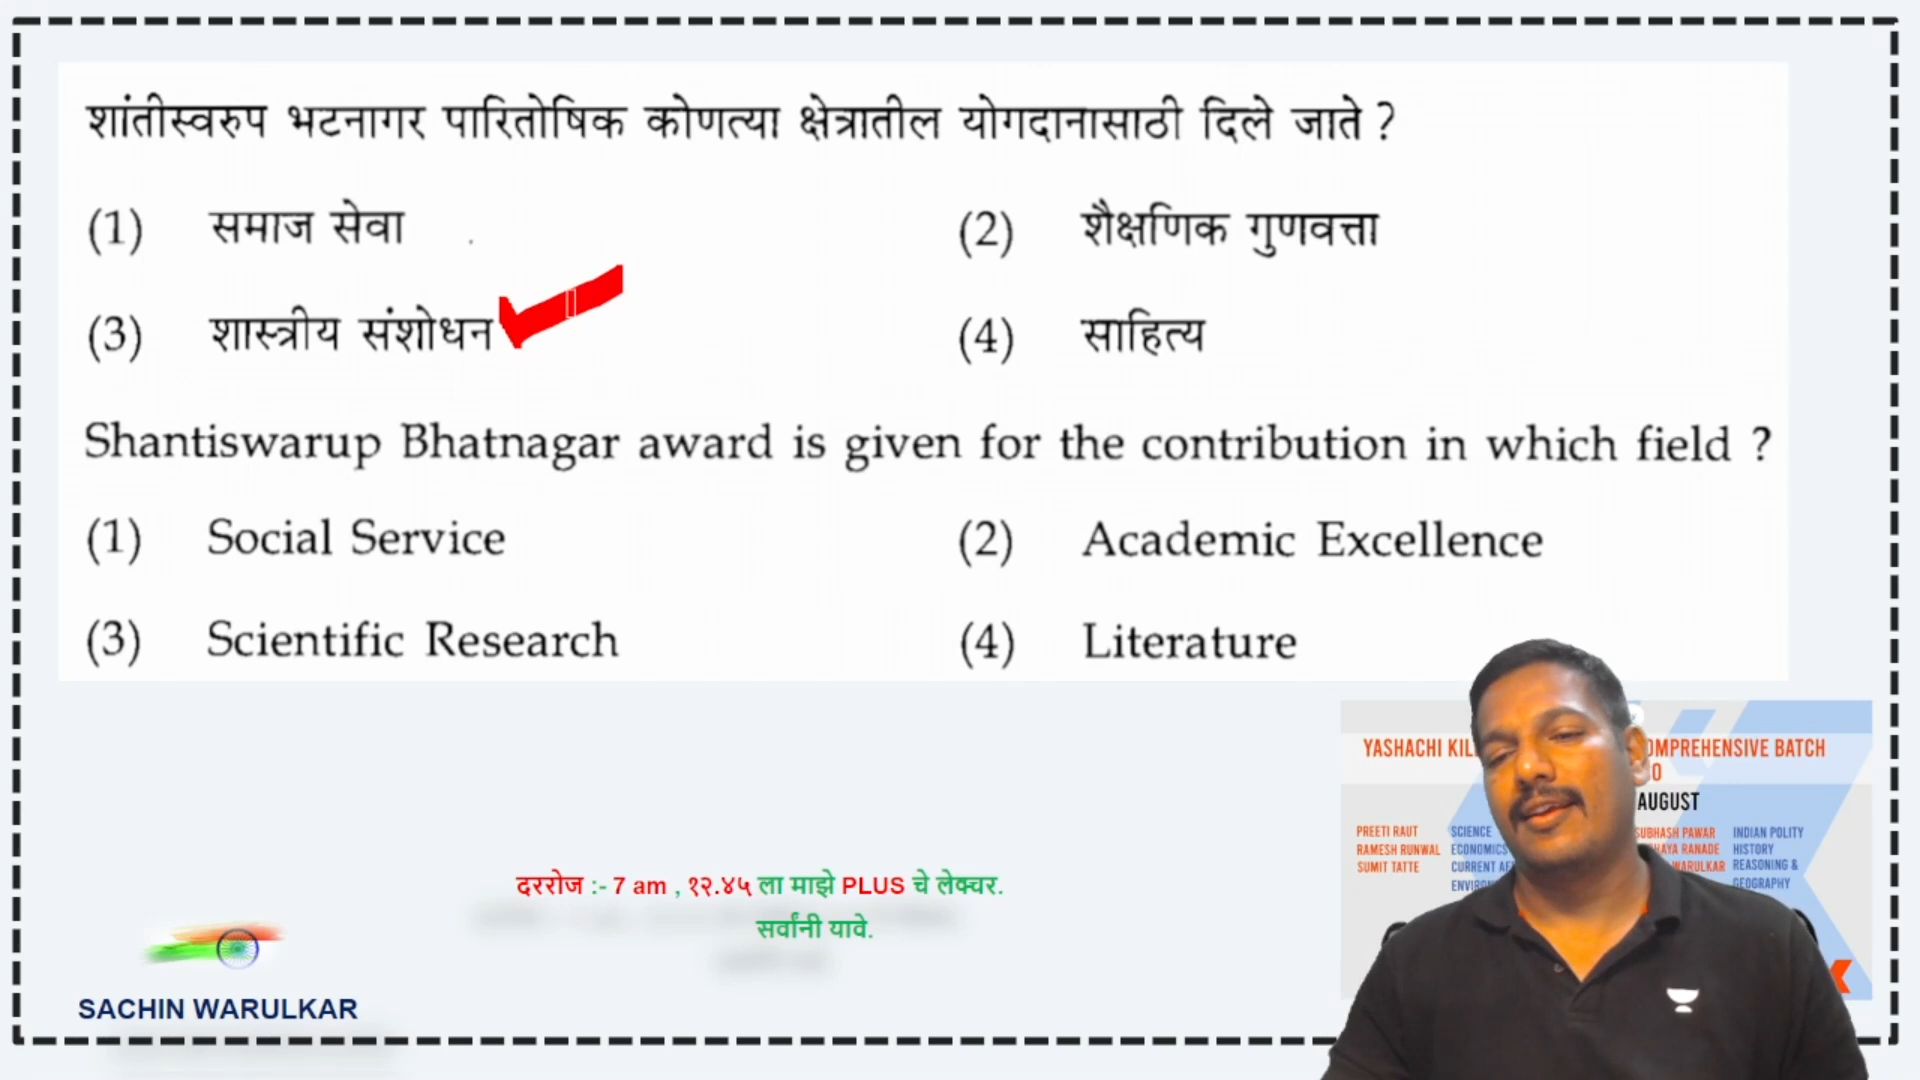 शांतीस्वरुप भटनागर पारितोषिक कोणत्या क्षेत्रातील योगदानासाठी दिले जाते ?
(1) समाज सेवा (2) शैक्षणिक गुणवत्ता
(3) शास्त्रीय संशोधन (4) साहित्य
Shantiswarup Bhatnagar award is given for the contribution in which field ?
(1) Social Service (2) Academic Excellence
(3) Scientific Research (4) Literature
YASHACHI OMPREHENSIVE BATCH
AUGUST
PREETI RAUT SCIENCE SUBHASH PAWAR INDIAN POLITY
RAMESH RUNWAL ECONOMICS RANADE HISTORY
SUMIT TATTE CURRENT WARULKAR REASONING &
GEOGRAPHY
दररोज :- 7 am , १२.४५ ला माझे PLUS चे लेक्चर.
सर्वांनी यावे.
SACHIN WARULKAR